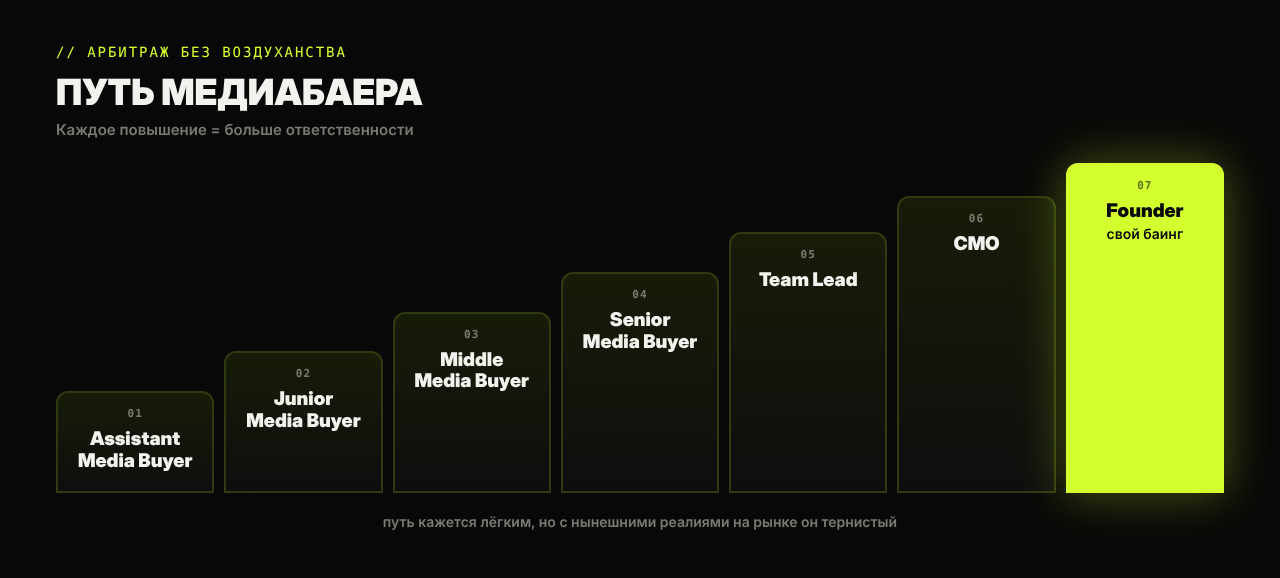 // АРБИТРАЖ БЕЗ ВОЗДУХАНСТВА
ПУТЬ МЕДИАБАЕРА
Каждое повышение = больше ответственности
01
Assistant
Media Buyer
02
Junior
Media Buyer
03
Middle
Media Buyer
04
Senior
Media Buyer
05
Team Lead
06
CMO
07
Founder
свой баинг
путь кажется лёгким, но с нынешними реалиями на рынке он тернистый